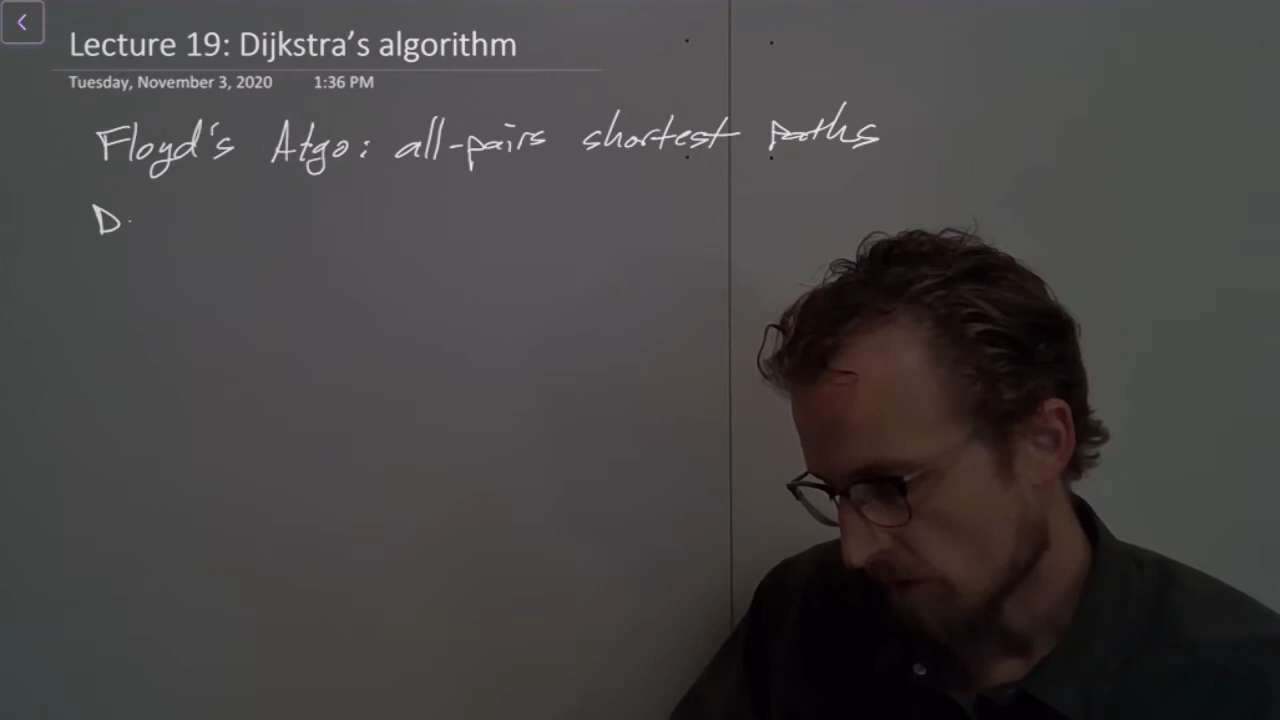 Lecture 19: Dijkstra's algorithm
Tuesday, November 3, 2020 1:36 PM
Floyd's Algo: all-pairs shortest paths
D.